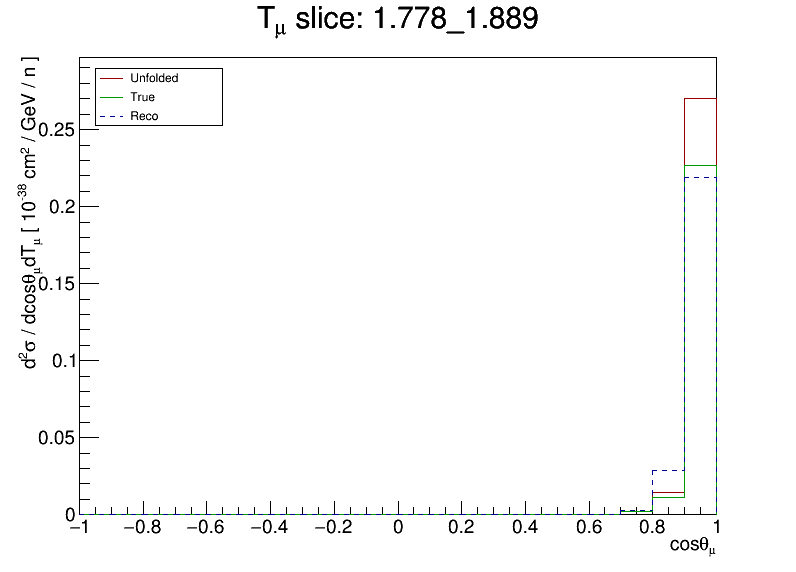 Tμ slice: 1.778_1.889
d²σ / dcosθμdTμ [ 10⁻³⁸ cm² / GeV / n ]
Unfolded
True
Reco
0.25
0.2
0.15
0.1
0.05
0
−1 −0.8 −0.6 −0.4 −0.2 0 0.2 0.4 0.6 0.8 1
cosθμ